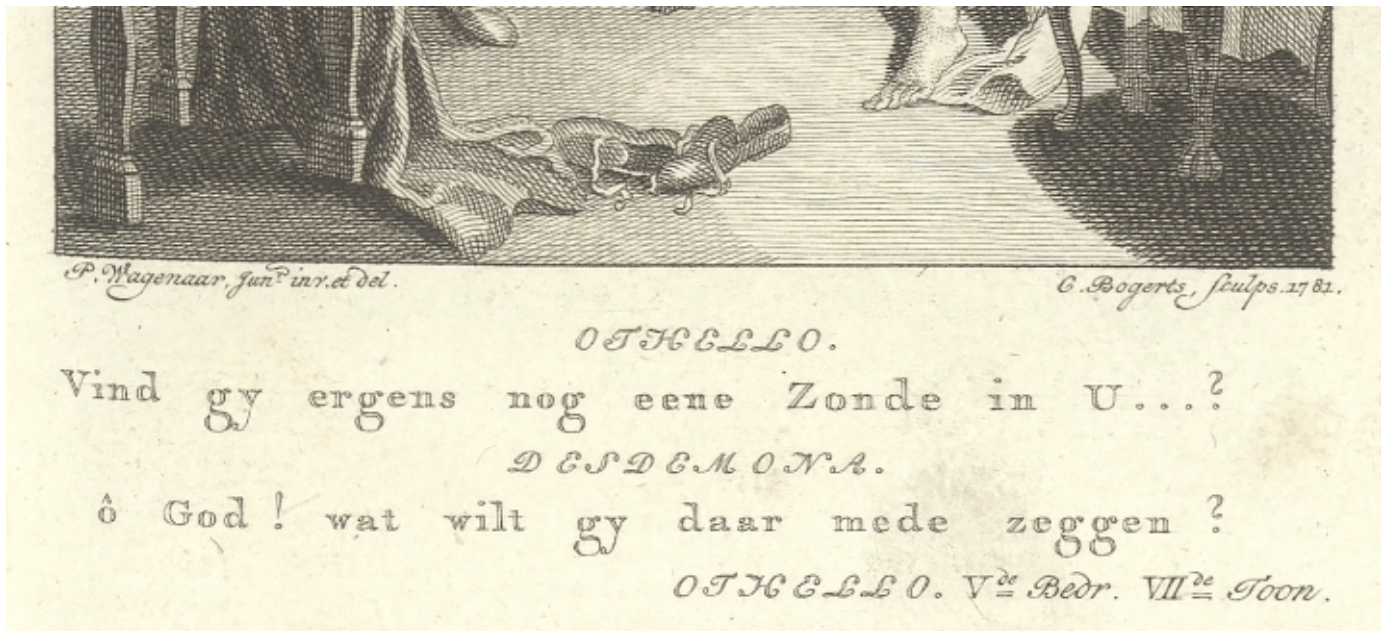 P. Wagenaar, Junr. inv. et del.
C. Bogerts, sculps. 1781.
OTHELLO.
Vind gy ergens nog eene Zonde in U....?
DESDEMONA.
ô God! wat wilt gy daar mede zeggen?
OTHELLO. Vde Bedr. VIIde Toon.